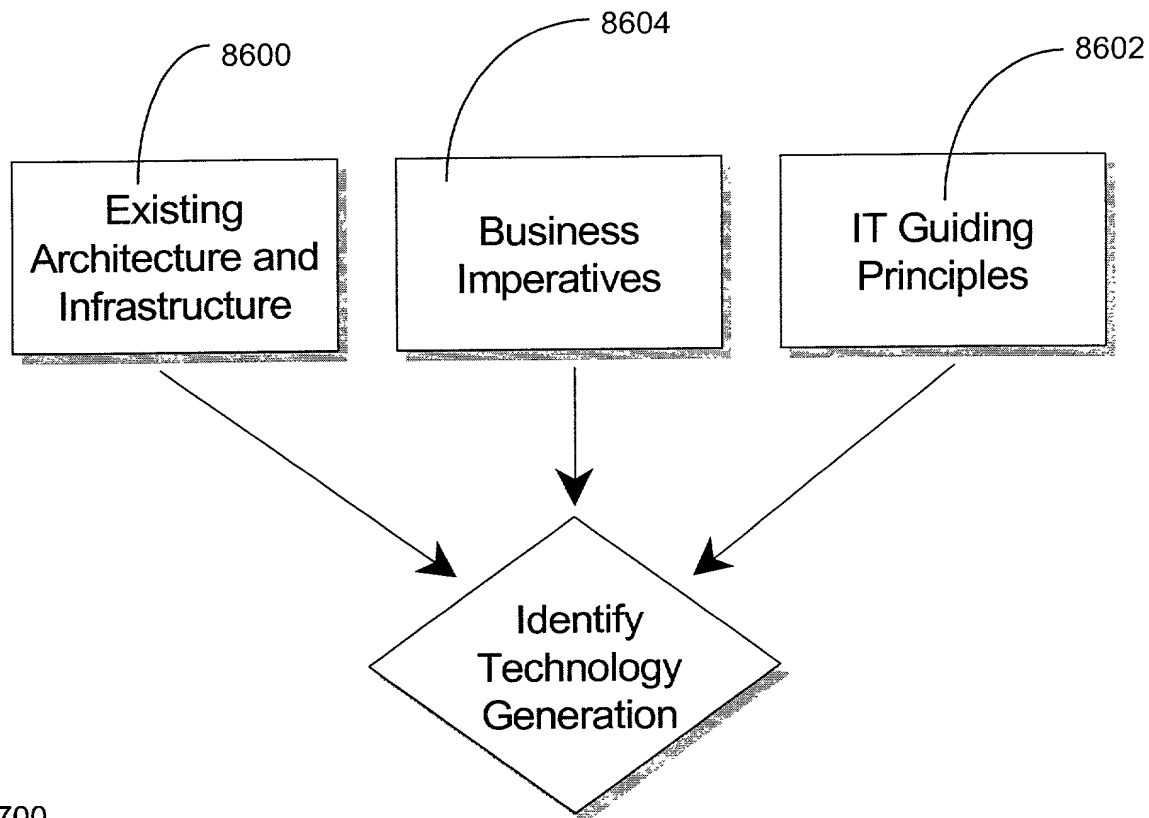 8600
8604
8602
Existing
Architecture and
Infrastructure
Business
Imperatives
IT Guiding
Principles
Identify
Technology
Generation